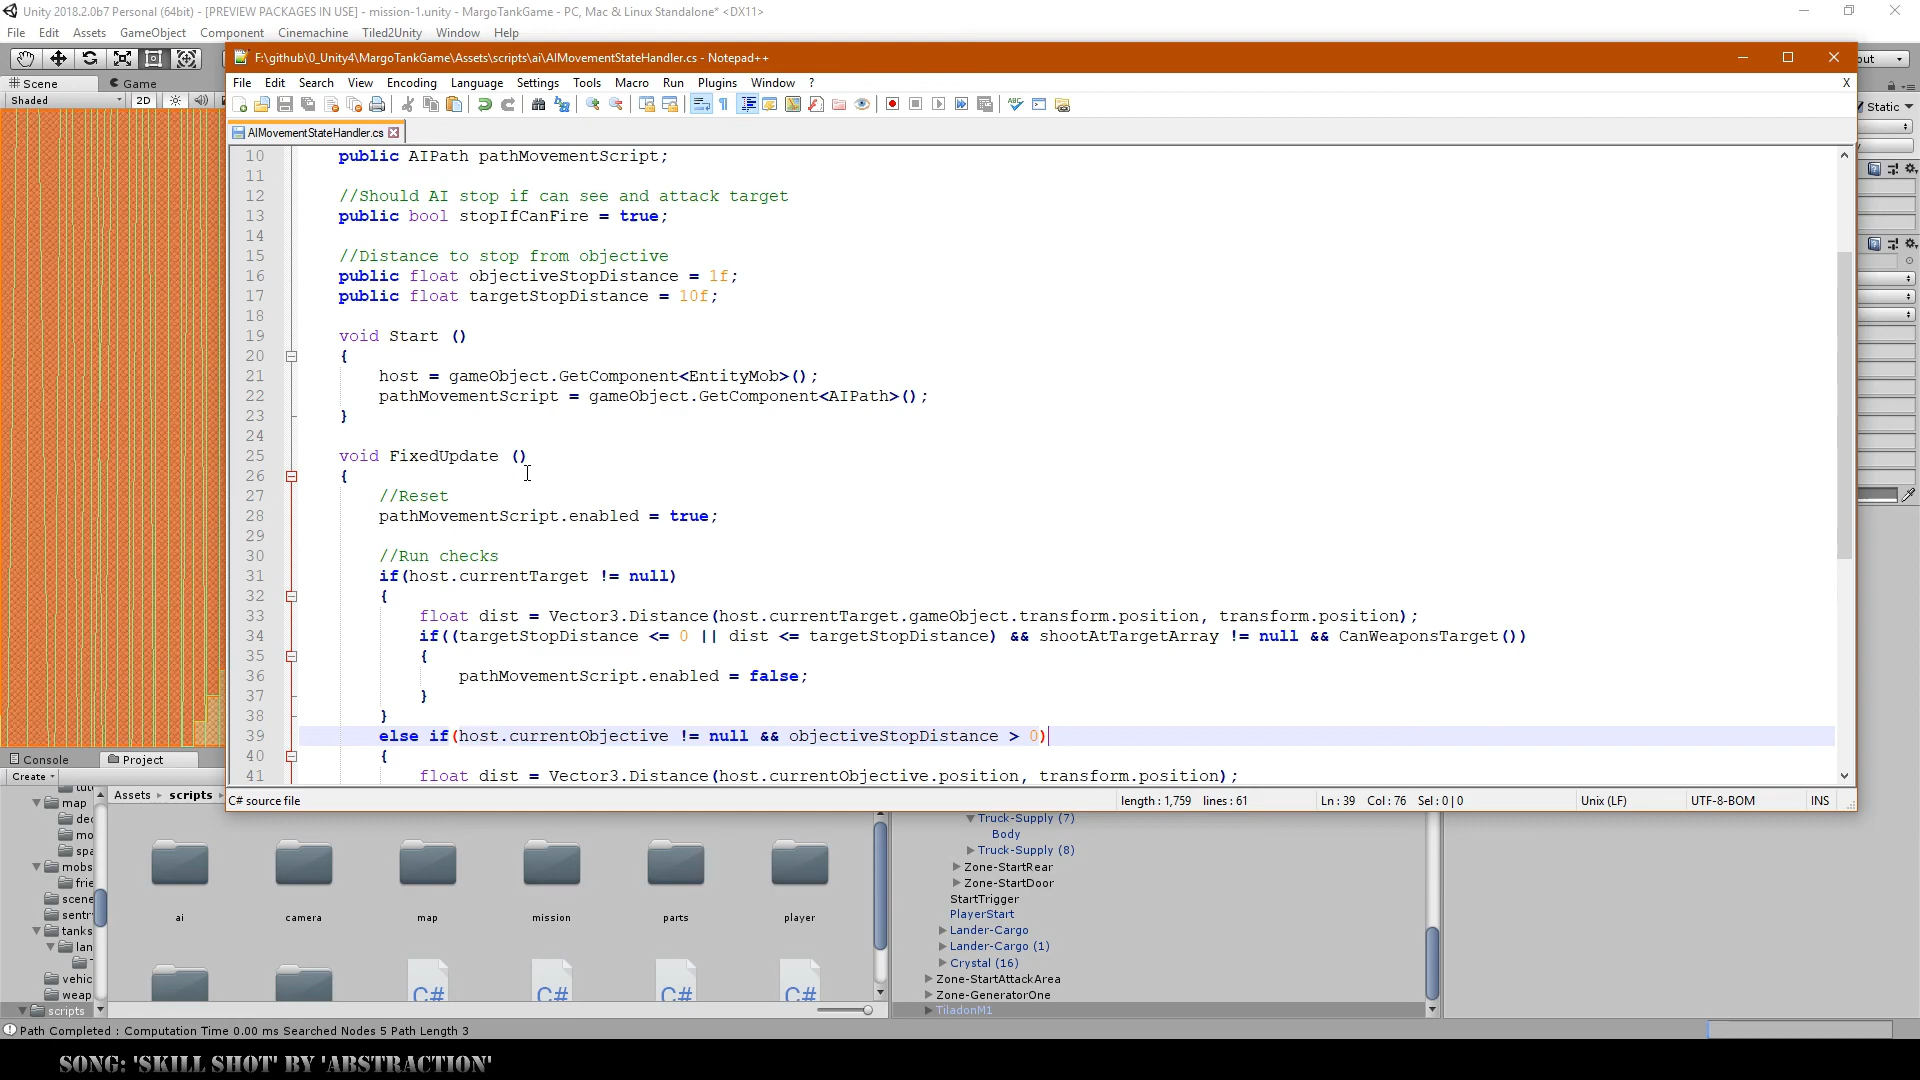 Unity 2018.2.0b7 Personal (64bit) - [PREVIEW PACKAGES IN USE] - mission-1.unity - MargoTankGame - PC, Mac & Linux Standalone* <DX11>
File Edit Assets GameObject Component Cinemachine Tiled2Unity Window Help
F:\github\0_Unity4\MargoTankGame\Assets\scripts\ai\AIMovementStateHandler.cs - Notepad++
Scene Game
Shaded 2D
File Edit Search View Encoding Language Settings Tools Macro Run Plugins Window ? X
Static
AIMovementStateHandler.cs
10 public AIPath pathMovementScript;
11
12 //Should AI stop if can see and attack target
13 public bool stopIfCanFire = true;
14
15 //Distance to stop from objective
16 public float objectiveStopDistance = 1f;
17 public float targetStopDistance = 10f;
18
19 void Start ()
20 {
21 host = gameObject.GetComponent<EntityMob>();
22 pathMovementScript = gameObject.GetComponent<AIPath>();
23 }
24
25 void FixedUpdate ()
26 {
27 //Reset
28 pathMovementScript.enabled = true;
29
30 //Run checks
31 if(host.currentTarget != null)
32 {
33 float dist = Vector3.Distance(host.currentTarget.gameObject.transform.position, transform.position);
34 if((targetStopDistance <= 0 || dist <= targetStopDistance) && shootAtTargetArray != null && CanWeaponsTarget())
35 {
36 pathMovementScript.enabled = false;
37 }
38 }
39 else if(host.currentObjective != null && objectiveStopDistance > 0)
40 {
41 float dist = Vector3.Distance(host.currentObjective.position, transform.position);
C# source file length : 1,759 lines : 61 Ln : 39 Col : 76 Sel : 0 | 0 Unix (LF) UTF-8-BOM INS
Console Project
Create
Assets scripts
map
mobs
tanks
scripts
ai camera map mission parts player
C# C# C# C#
Truck-Supply (7)
Body
Truck-Supply (8)
Zone-StartRear
Zone-StartDoor
StartTrigger
PlayerStart
Lander-Cargo
Lander-Cargo (1)
Crystal (16)
Zone-StartAttackArea
Zone-GeneratorOne
TiladonM1
Path Completed : Computation Time 0.00 ms Searched Nodes 5 Path Length 3
SONG: 'SKILL SHOT' BY 'ABSTRACTION'